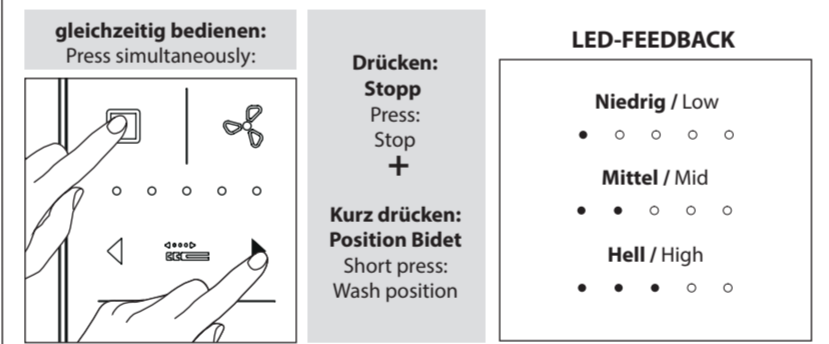 gleichzeitig bedienen:
Press simultaneously:
Drücken:
Stopp
Press:
Stop
+
Kurz drücken:
Position Bidet
Short press:
Wash position
LED-FEEDBACK
Niedrig / Low
Mittel / Mid
Hell / High